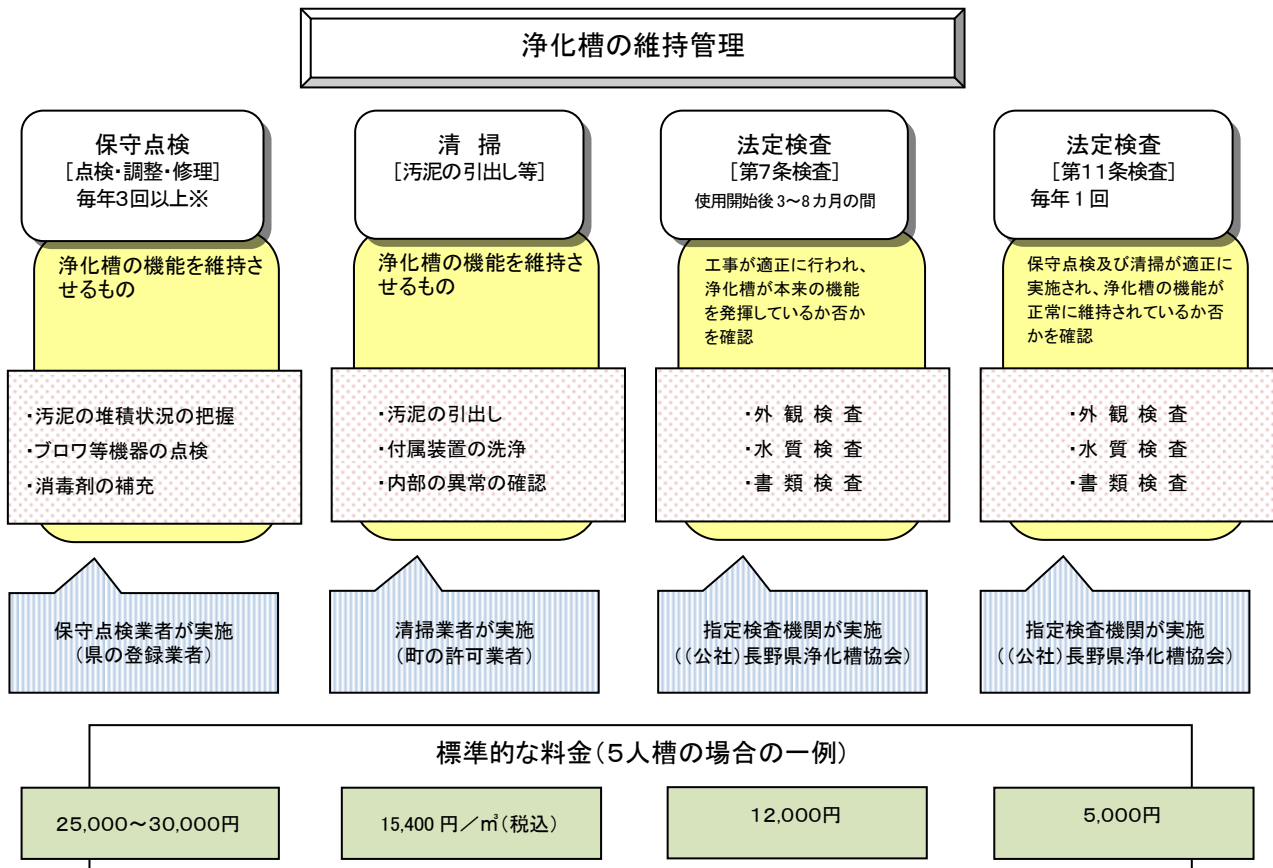 浄化槽の維持管理
保守点検
[点検・調整・修理]
毎年3回以上※
浄化槽の機能を維持さ
せるもの
・汚泥の堆積状況の把握
・ブロワ等機器の点検
・消毒剤の補充
保守点検業者が実施
(県の登録業者)
清 掃
[汚泥の引出し等]
浄化槽の機能を維持さ
せるもの
・汚泥の引出し
・付属装置の洗浄
・内部の異常の確認
清掃業者が実施
(町の許可業者)
法定検査
[第7条検査]
使用開始後 3~8 カ月の間
工事が適正に行われ、
浄化槽が本来の機能
を発揮しているか否か
を確認
・外 観 検 査
・水 質 検 査
・書 類 検 査
指定検査機関が実施
((公社)長野県浄化槽協会)
法定検査
[第11条検査]
毎年 1 回
保守点検及び清掃が適正に
実施され、浄化槽の機能が
正常に維持されているか否
かを確認
・外 観 検 査
・水 質 検 査
・書 類 検 査
指定検査機関が実施
((公社)長野県浄化槽協会)
標準的な料金(5人槽の場合の一例)
25,000~30,000円
15,400 円/㎥(税込)
12,000円
5,000円